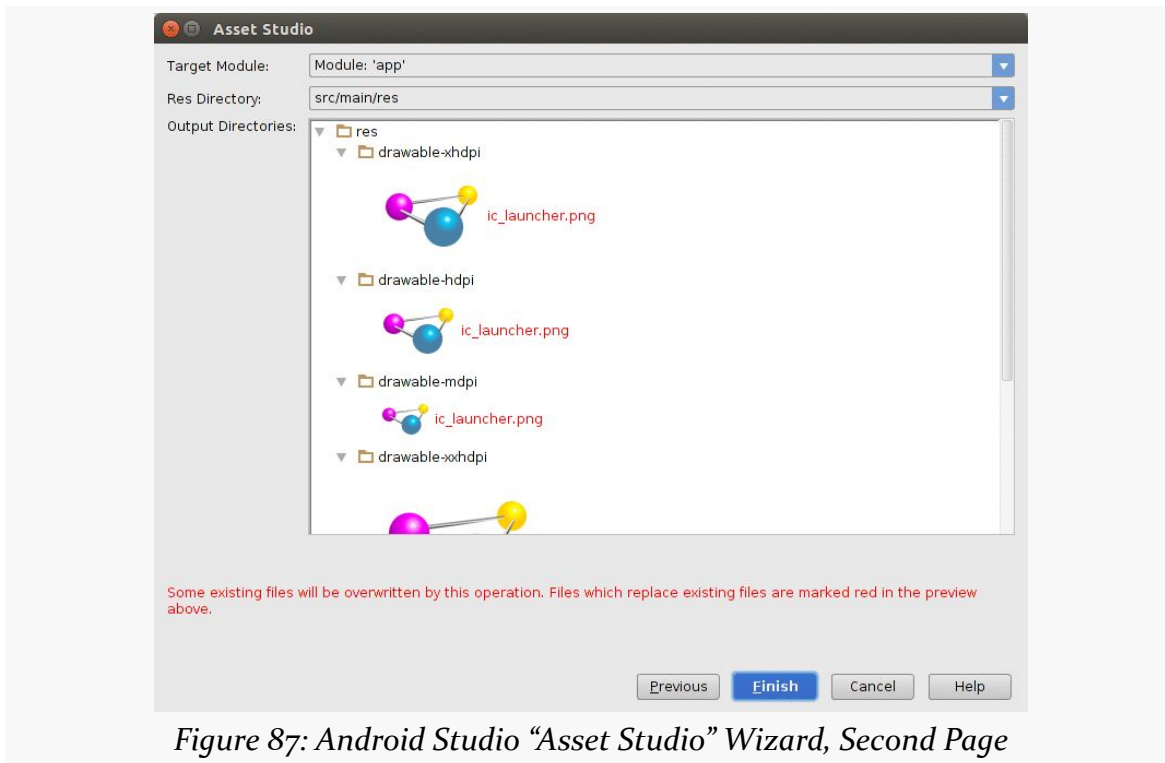 Asset Studio
Target Module: Module: 'app'
Res Directory: src/main/res
Output Directories: res
drawable-xhdpi
ic_launcher.png
drawable-hdpi
ic_launcher.png
drawable-mdpi
ic_launcher.png
drawable-xxhdpi
Some existing files will be overwritten by this operation. Files which replace existing files are marked red in the preview
above.
Previous Finish Cancel Help
Figure 87: Android Studio “Asset Studio” Wizard, Second Page